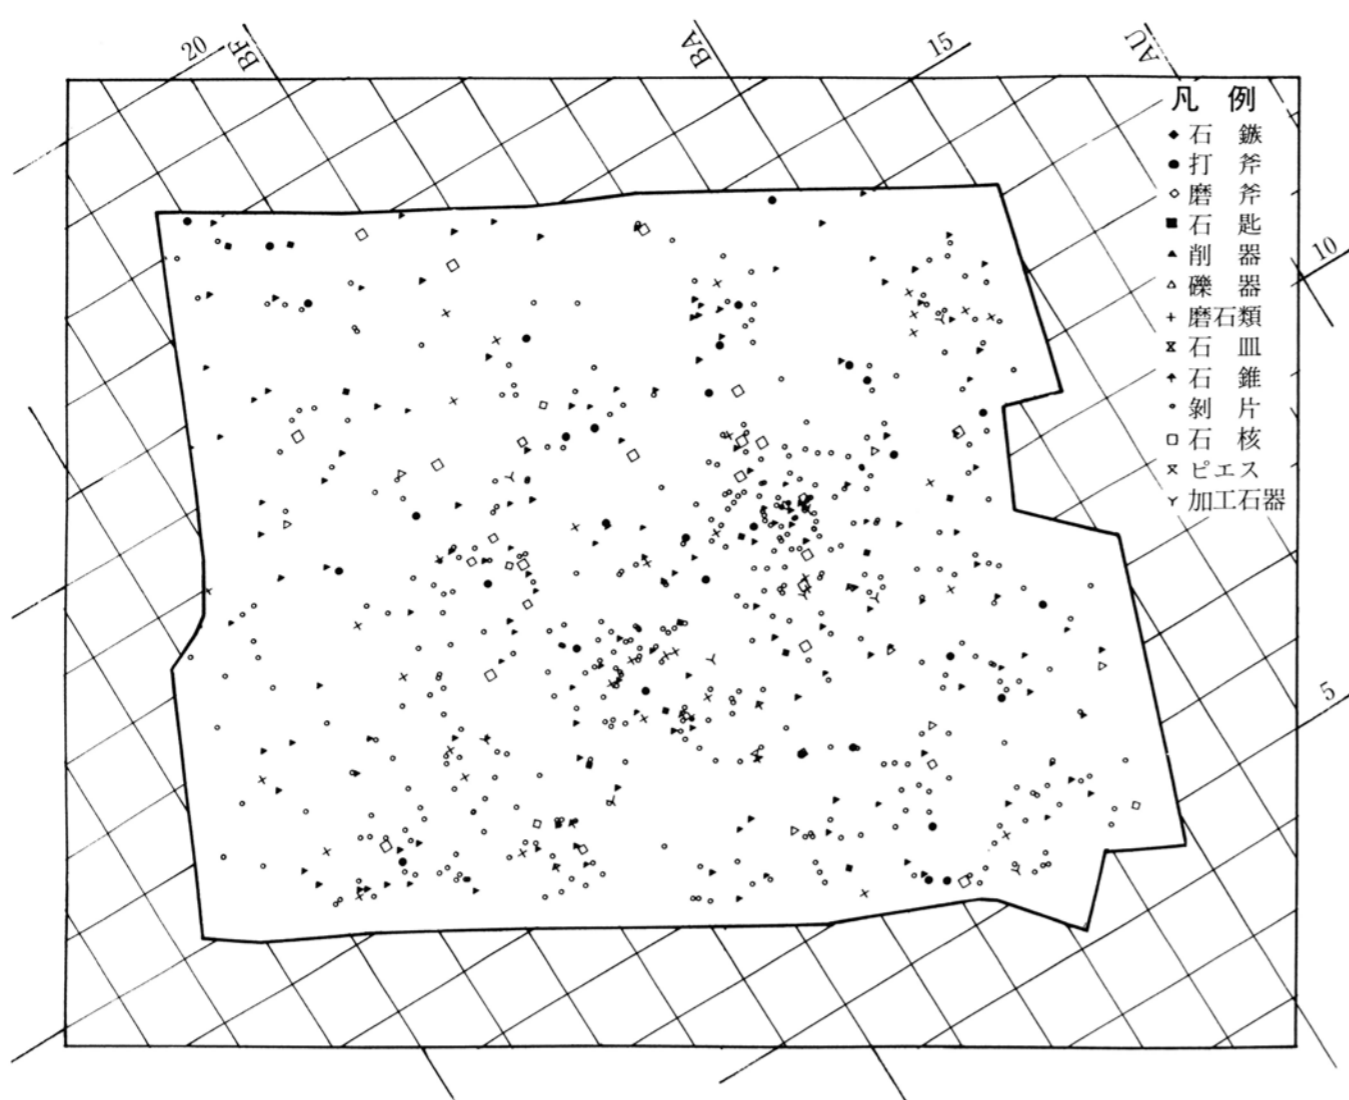 20
BF
BA
15
AU
10
5
凡 例
石 鏃
打 斧
磨 斧
石 匙
削 器
礫 器
磨石類
石 皿
石 錐
剝 片
石 核
ピエス
加工石器